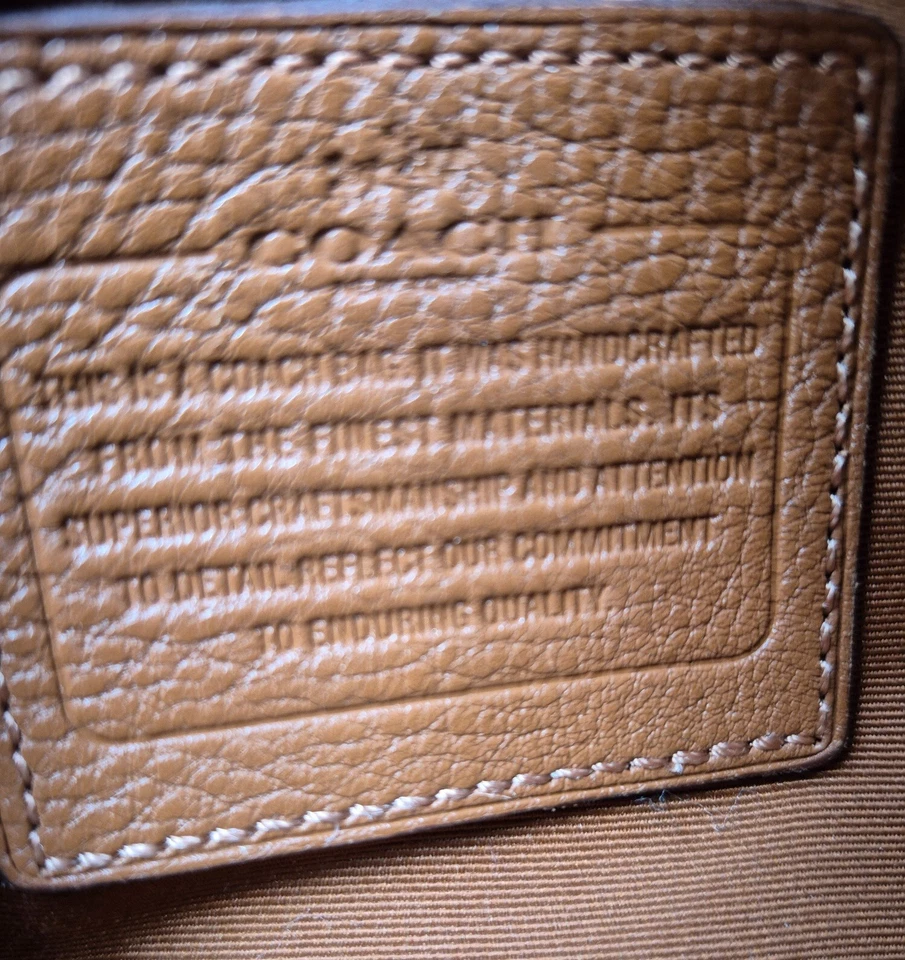 COACH
THIS IS A COACH BAG. IT WAS HANDCRAFTED
FROM THE FINEST MATERIALS. ITS
SUPERIOR CRAFTSMANSHIP AND ATTENTION
TO DETAIL REFLECT OUR COMMITMENT
TO ENDURING QUALITY.